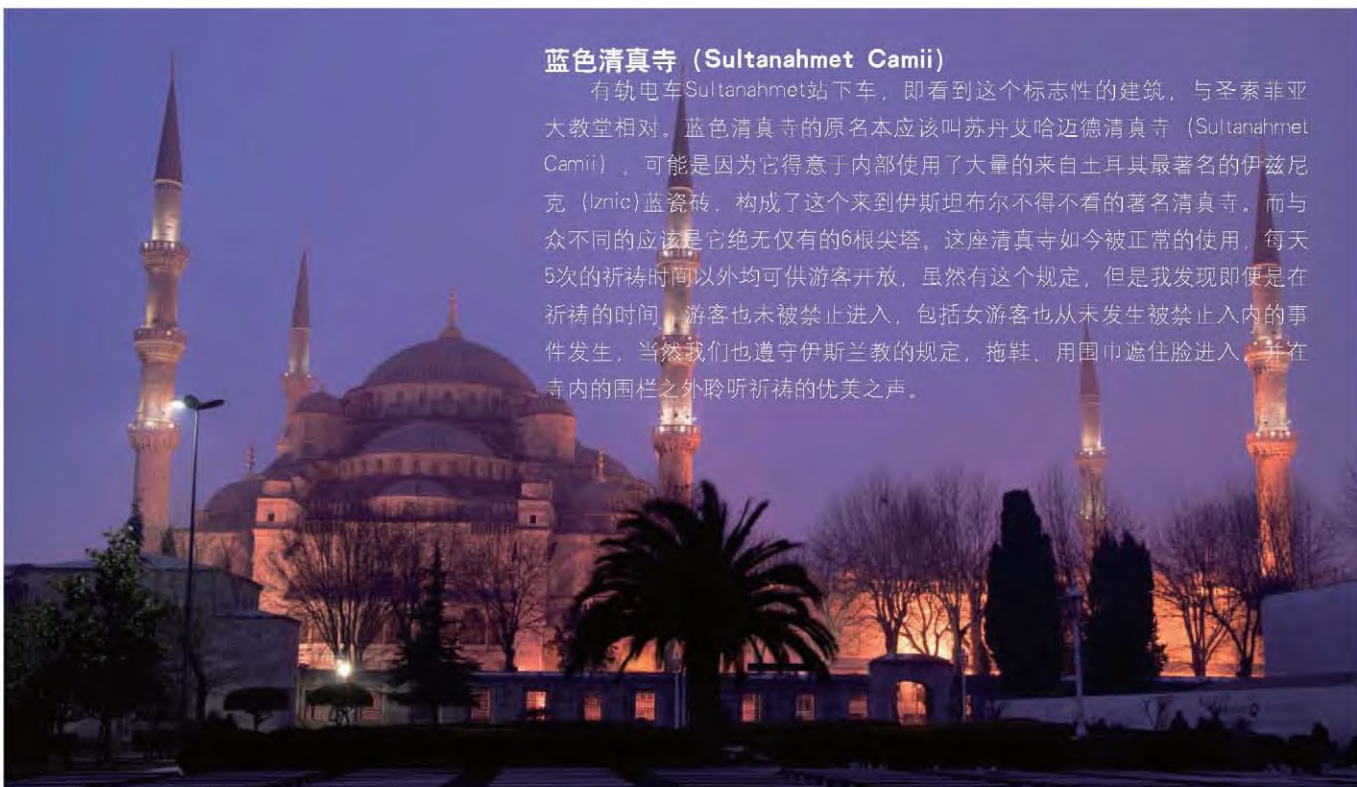 蓝色清真寺（Sultanahmet Camii）
有轨电车Sultanahmet站下车，即看到这个标志性的建筑，与圣索菲亚
大教堂相对。蓝色清真寺的原名本应该叫苏丹艾哈迈德清真寺（Sultanahmet
Camii），可能是因为它得意于内部使用了大量的来自土耳其最著名的伊兹尼
克（Iznic)蓝瓷砖，构成了这个来到伊斯坦布尔不得不看的著名清真寺。而与
众不同的应该是它绝无仅有的6根尖塔。这座清真寺如今被正常的使用，每天
5次的祈祷时间以外均可供游客开放，虽然有这个规定，但是我发现即便是在
祈祷的时间，游客也未被禁止进入，包括女游客也从未发生被禁止入内的事
件发生，当然我们也遵守伊斯兰教的规定，拖鞋、用围巾遮住脸进入，并在
寺内的围栏之外聆听祈祷的优美之声。